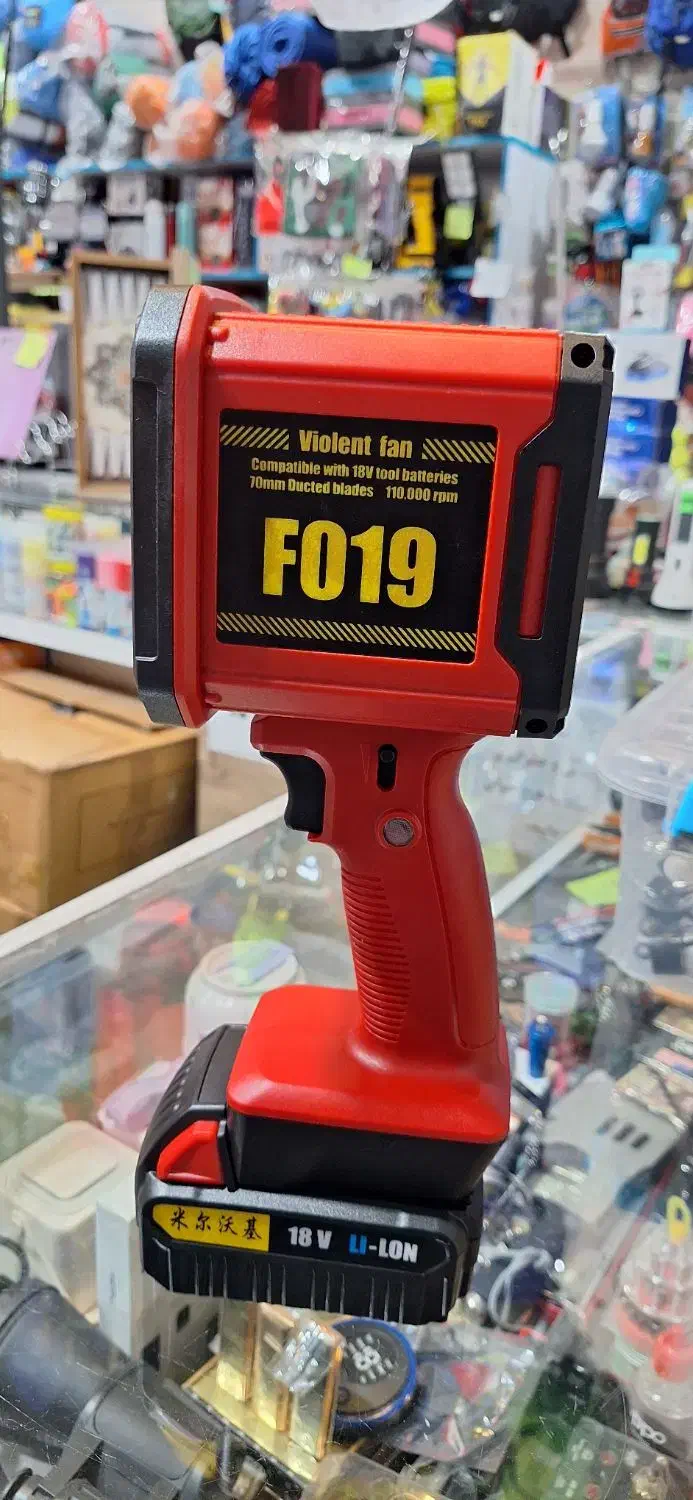 Violent fan
Compatible with 18V tool batteries
70mm Ducted blades 110.000 rpm
F019
米尔沃基 18 V LI-LON